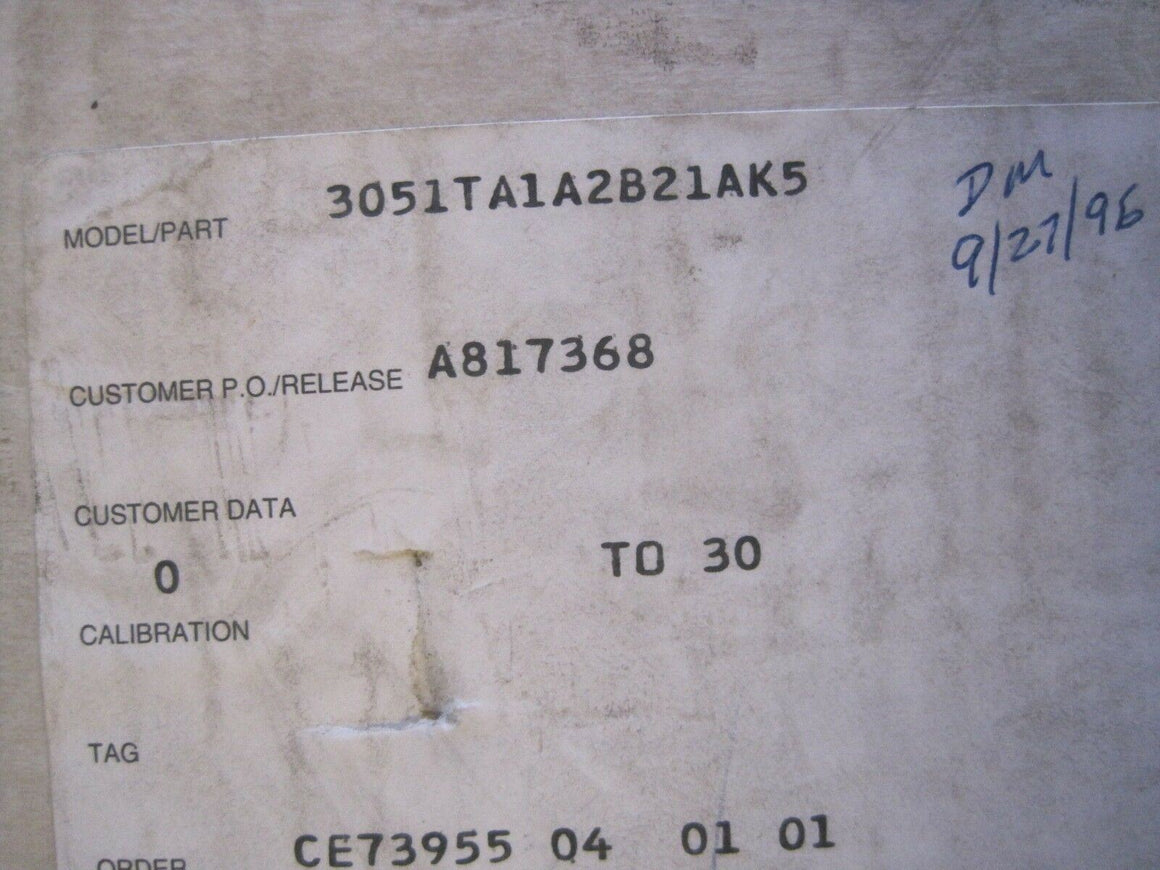 MODEL/PART 3051TA1A2B21AK5
DM
9/27/96
CUSTOMER P.O./RELEASE A817368
CUSTOMER DATA
0 TO 30
CALIBRATION
TAG
ORDER CE73955 04 01 01